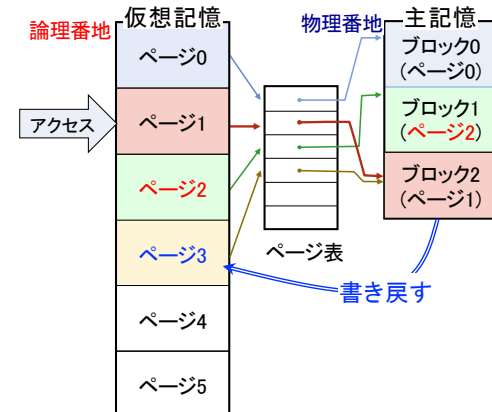 論理番地
仮想記憶
物理番地
主記憶
アクセス
ページ0
ページ1
ページ2
ページ3
ページ4
ページ5
ページ表
ブロック0
(ページ0)
ブロック1
(ページ2)
ブロック2
(ページ1)
書き戻す